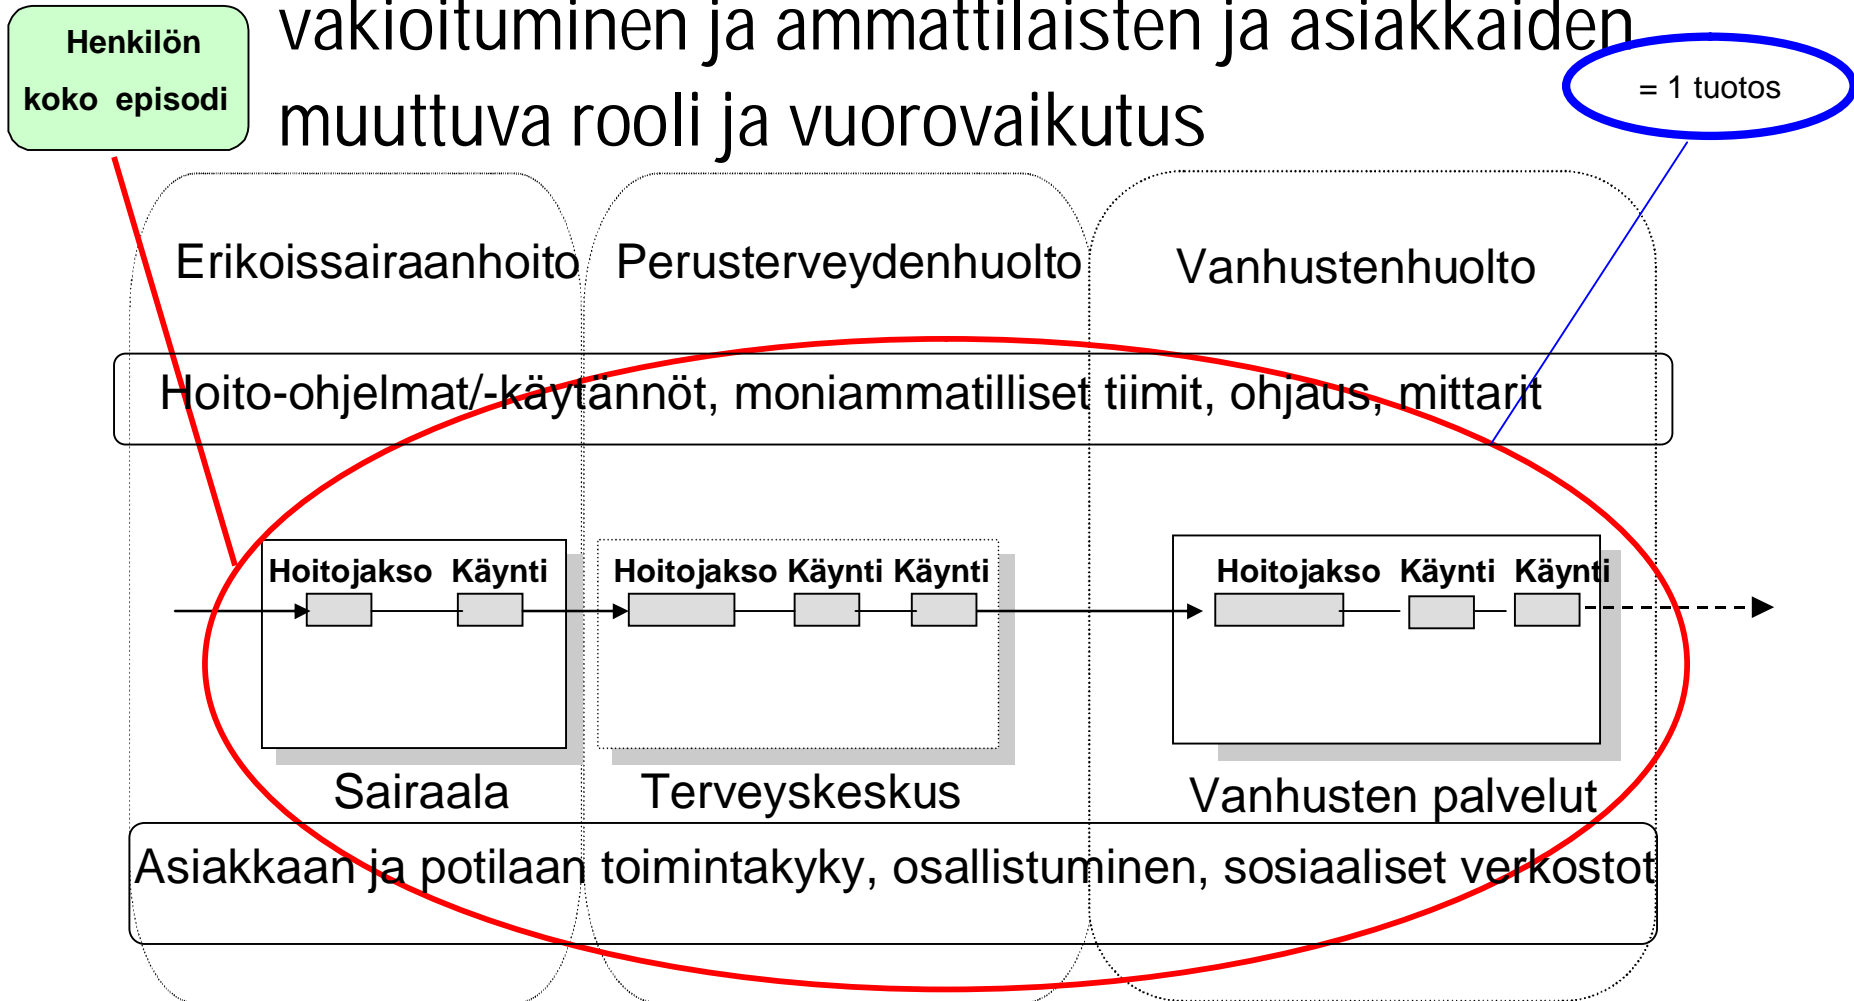 vakioituminen ja ammattilaisten ja asiakkaiden
muuttuva rooli ja vuorovaikutus
Henkilön
koko episodi
= 1 tuotos
Erikoissairaanhoito
Perusterveydenhuolto
Vanhustenhuolto
Hoito-ohjelmat/-käytännöt, moniammatilliset tiimit, ohjaus, mittarit
Hoitojakso Käynti
Hoitojakso Käynti Käynti
Hoitojakso Käynti Käynti
Sairaala
Terveyskeskus
Vanhusten palvelut
Asiakkaan ja potilaan toimintakyky, osallistuminen, sosiaaliset verkostot